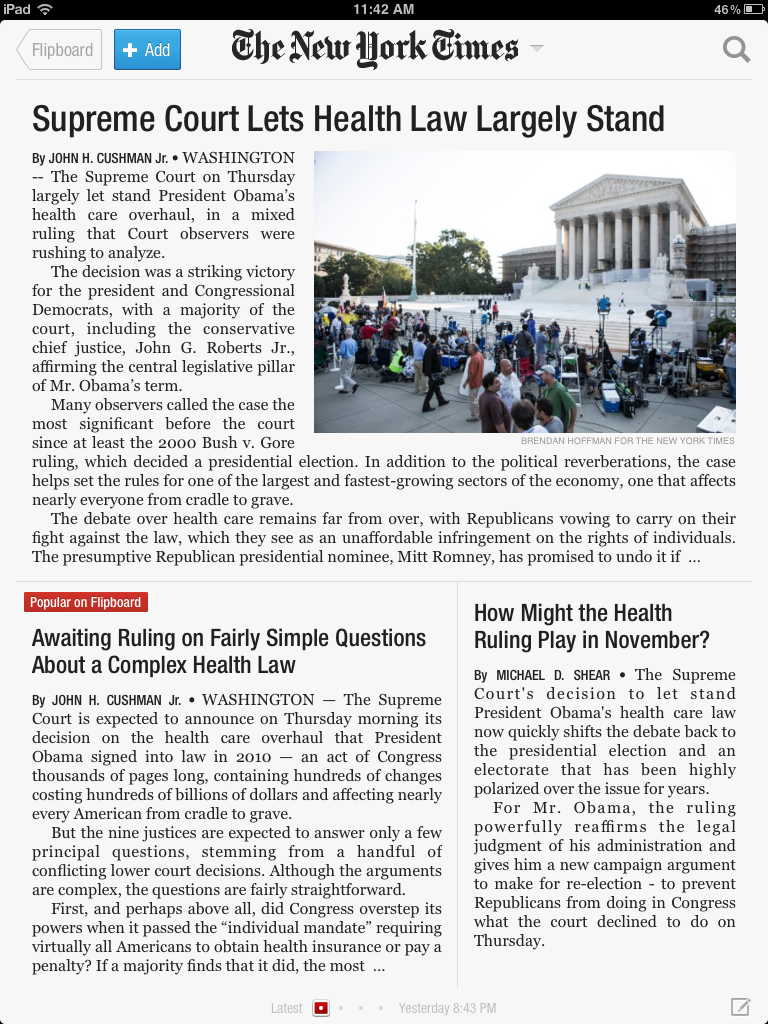 iPad
11:42 AM
46%
Flipboard
+ Add
The New York Times
Supreme Court Lets Health Law Largely Stand
By JOHN H. CUSHMAN Jr. • WASHINGTON
-- The Supreme Court on Thursday
largely let stand President Obama’s
health care overhaul, in a mixed
ruling that Court observers were
rushing to analyze.
The decision was a striking victory
for the president and Congressional
Democrats, with a majority of the
court, including the conservative
chief justice, John G. Roberts Jr.,
affirming the central legislative pillar
of Mr. Obama’s term.
Many observers called the case the
most significant before the court
since at least the 2000 Bush v. Gore
BRENDAN HOFFMAN FOR THE NEW YORK TIMES
ruling, which decided a presidential election. In addition to the political reverberations, the case
helps set the rules for one of the largest and fastest-growing sectors of the economy, one that affects
nearly everyone from cradle to grave.
The debate over health care remains far from over, with Republicans vowing to carry on their
fight against the law, which they see as an unaffordable infringement on the rights of individuals.
The presumptive Republican presidential nominee, Mitt Romney, has promised to undo it if ...
Popular on Flipboard
Awaiting Ruling on Fairly Simple Questions
About a Complex Health Law
By JOHN H. CUSHMAN Jr. • WASHINGTON — The Supreme
Court is expected to announce on Thursday morning its
decision on the health care overhaul that President
Obama signed into law in 2010 — an act of Congress
thousands of pages long, containing hundreds of changes
costing hundreds of billions of dollars and affecting nearly
every American from cradle to grave.
But the nine justices are expected to answer only a few
principal questions, stemming from a handful of
conflicting lower court decisions. Although the arguments
are complex, the questions are fairly straightforward.
First, and perhaps above all, did Congress overstep its
powers when it passed the “individual mandate” requiring
virtually all Americans to obtain health insurance or pay a
penalty? If a majority finds that it did, the most ...
How Might the Health
Ruling Play in November?
By MICHAEL D. SHEAR • The Supreme
Court's decision to let stand
President Obama's health care law
now quickly shifts the debate back to
the presidential election and an
electorate that has been highly
polarized over the issue for years.
For Mr. Obama, the ruling
powerfully reaffirms the legal
judgment of his administration and
gives him a new campaign argument
to make for re-election - to prevent
Republicans from doing in Congress
what the court declined to do on
Thursday.
Latest
Yesterday 8:43 PM